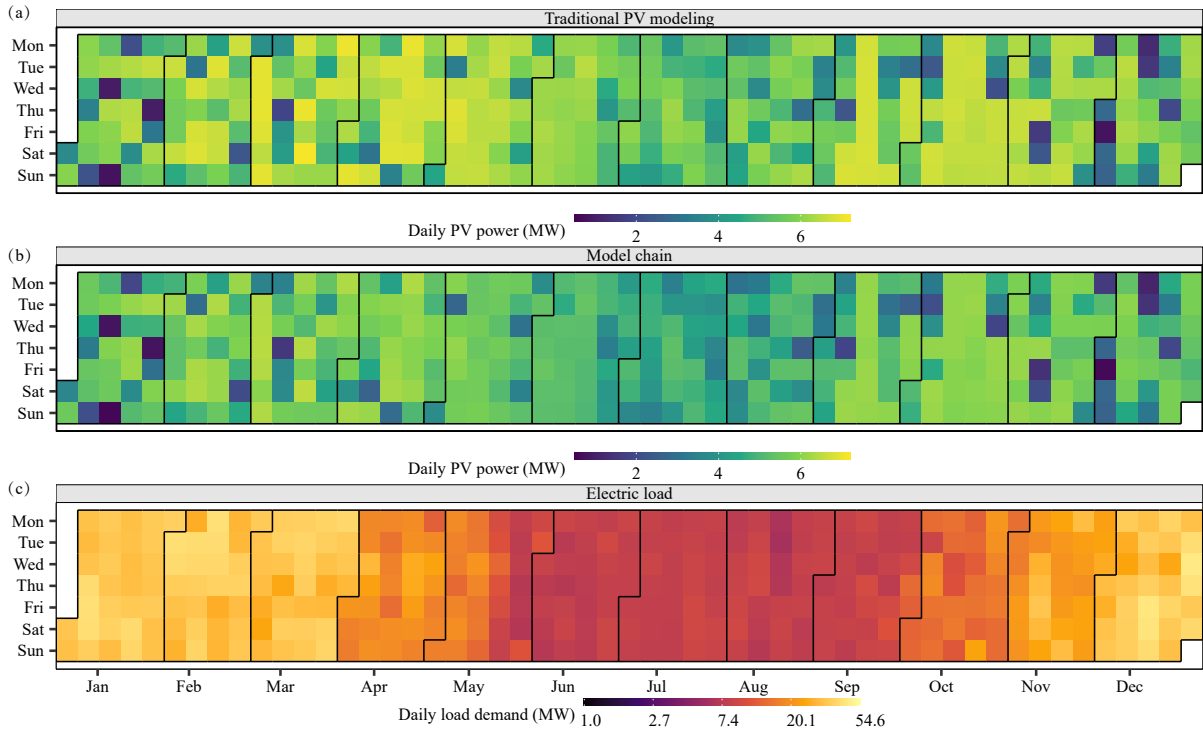 (a)
Traditional PV modeling
Mon
Tue
Wed
Thu
Fri
Sat
Sun
Daily PV power (MW)
2 4 6
(b)
Model chain
Mon
Tue
Wed
Thu
Fri
Sat
Sun
Daily PV power (MW)
2 4 6
(c)
Electric load
Mon
Tue
Wed
Thu
Fri
Sat
Sun
Jan Feb Mar Apr May Jun Jul Aug Sep Oct Nov Dec
Daily load demand (MW)
1.0 2.7 7.4 20.1 54.6